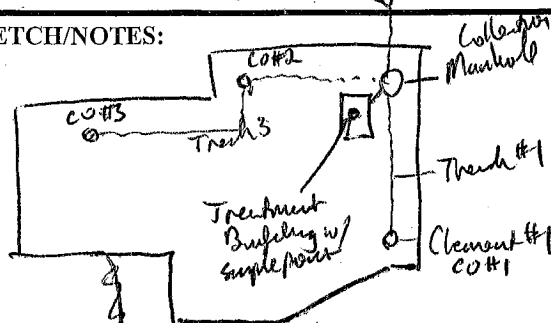 ETCH/NOTES:
Collection
Manhole
CO#2
CO#3
Trench 3
Trench #1
Treatment
Building w/
sample point
Cleanout #1
CO#1